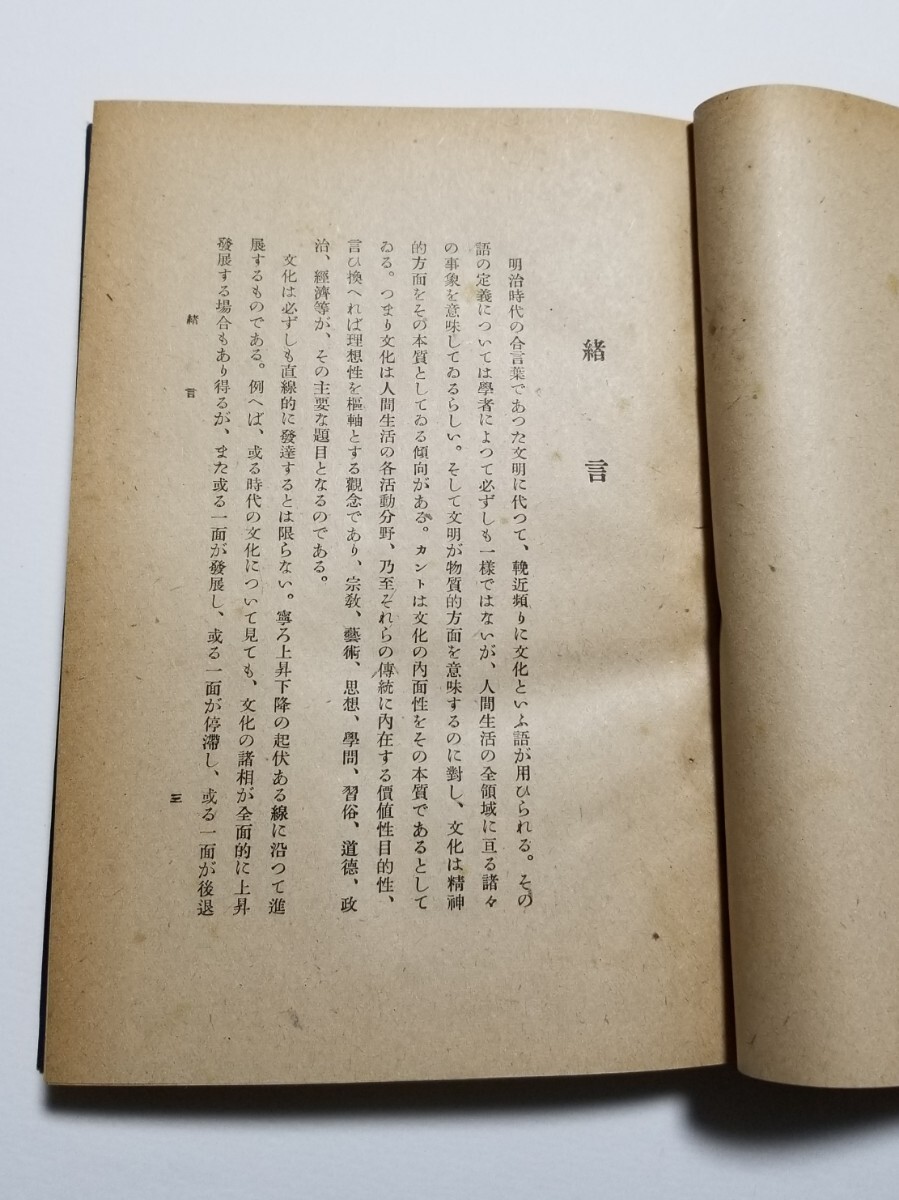 緒言
明治時代の合言葉であつた文明に代つて、輓近頻りに文化といふ語が用ひられる。その
語の定義については學者によつて必ずしも一樣ではないが、人間生活の全領域に亘る諸々
の事象を意味してゐるらしい。そして文明が物質的方面を意味するのに對し、文化は精神
的方面をその本質としてゐる傾向がある。カントは文化の內面性をその本質であるとして
ゐる。つまり文化は人間生活の各活動分野、乃至それらの傳統に內在する價値性目的性、
言ひ換へれば理想性を樞軸とする觀念であり、宗敎、藝術、思想、學問、習俗、道德、政
治、經濟等が、その主要な題目となるのである。
文化は必ずしも直線的に發達するとは限らない。寧ろ上昇下降の起伏ある線に沿つて進
展するものである。例へば、或る時代の文化について見ても、文化の諸相が全面的に上昇
發展する場合もあり得るが、また或る一面が發展し、或る一面が停滯し、或る一面が後退
緒言
三